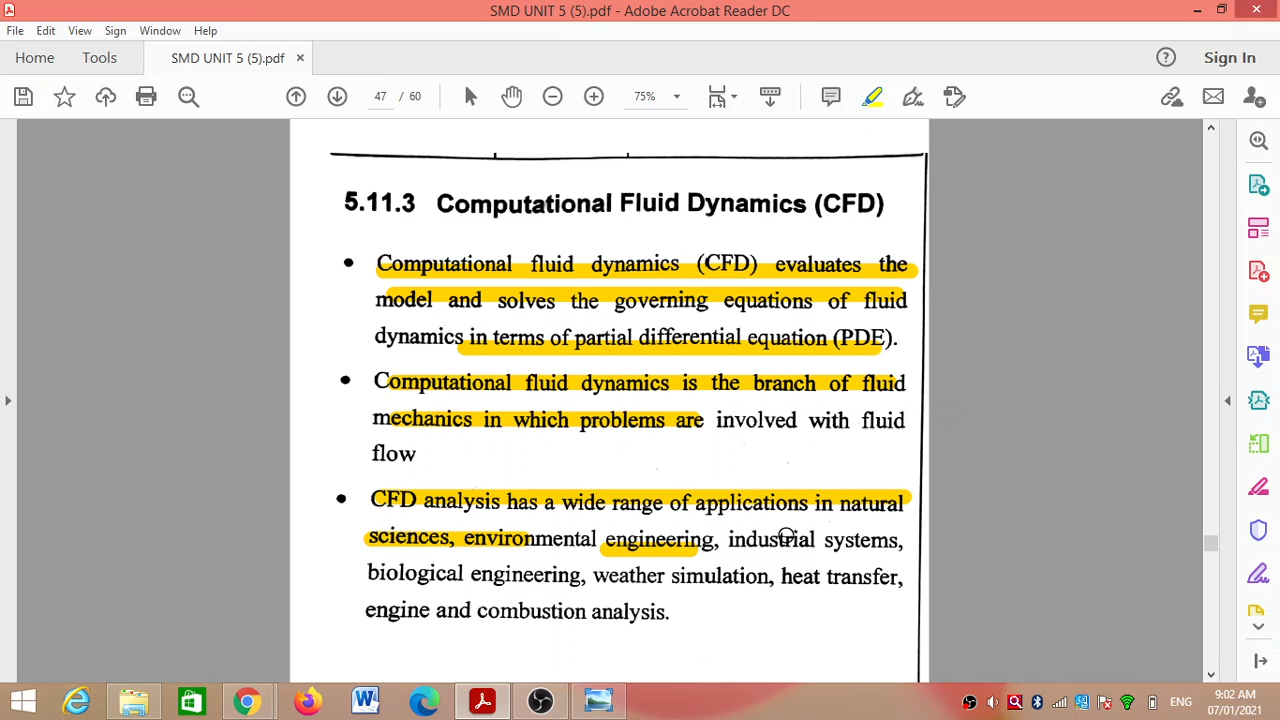 SMD UNIT 5 (5).pdf - Adobe Acrobat Reader DC
File Edit View Sign Window Help
Home Tools SMD UNIT 5 (5).pdf × Sign In
47 / 60 75%
5.11.3 Computational Fluid Dynamics (CFD)
• Computational fluid dynamics (CFD) evaluates the
model and solves the governing equations of fluid
dynamics in terms of partial differential equation (PDE).
• Computational fluid dynamics is the branch of fluid
mechanics in which problems are involved with fluid
flow
• CFD analysis has a wide range of applications in natural
sciences, environmental engineering, industrial systems,
biological engineering, weather simulation, heat transfer,
engine and combustion analysis.
ENG 9:02 AM
07/01/2021